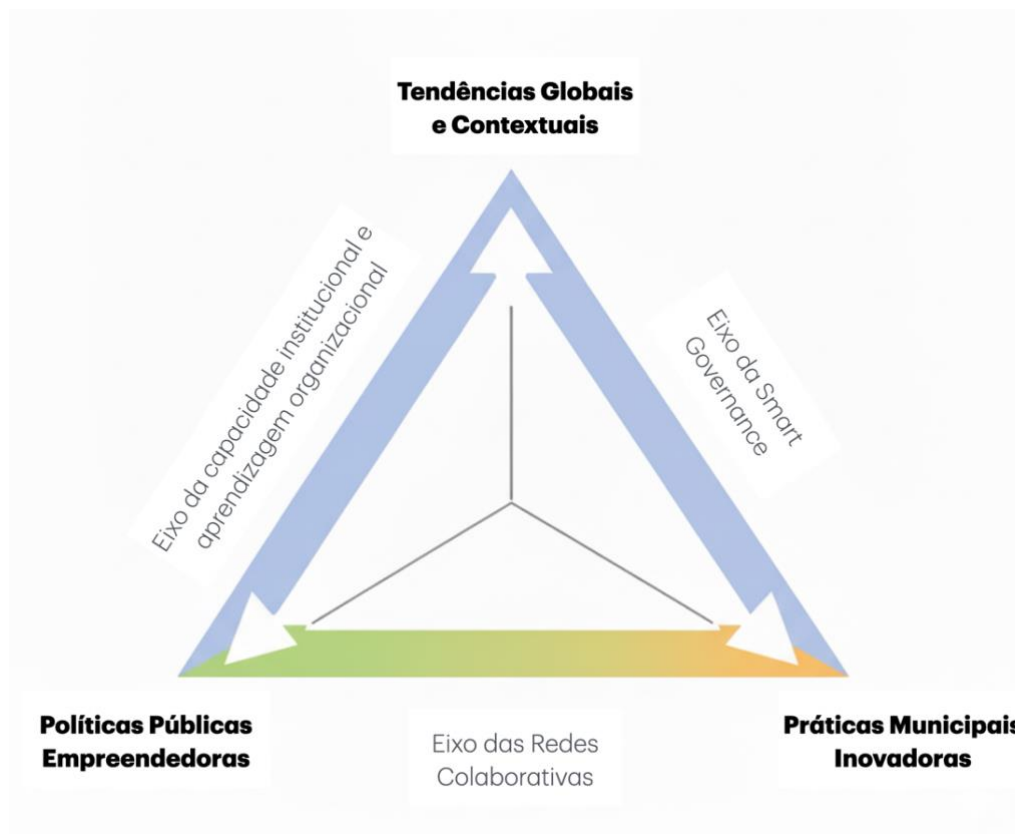 Tendências Globais
e Contextuais
Eixo da capacidade institucional e
aprendizagem organizacional
Eixo da Smart
Governance
Políticas Públicas
Empreendedoras
Eixo das Redes
Colaborativas
Práticas Municipais
Inovadoras